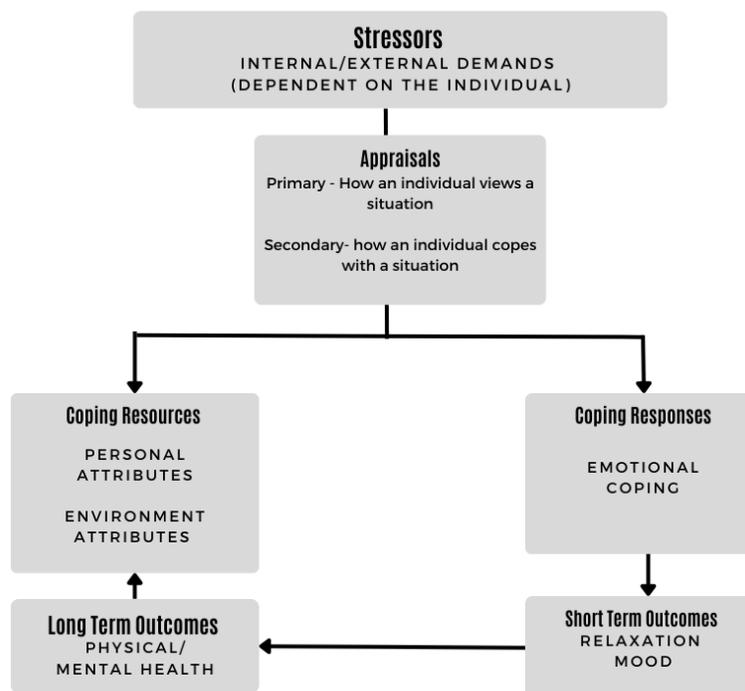 Stressors
INTERNAL/EXTERNAL DEMANDS
(DEPENDENT ON THE INDIVIDUAL)
Appraisals
Primary - How an individual views a
situation
Secondary- how an individual copes
with a situation
Coping Resources
PERSONAL
ATTRIBUTES
ENVIRONMENT
ATTRIBUTES
Coping Responses
EMOTIONAL
COPING
Long Term Outcomes
PHYSICAL/
MENTAL HEALTH
Short Term Outcomes
RELAXATION
MOOD